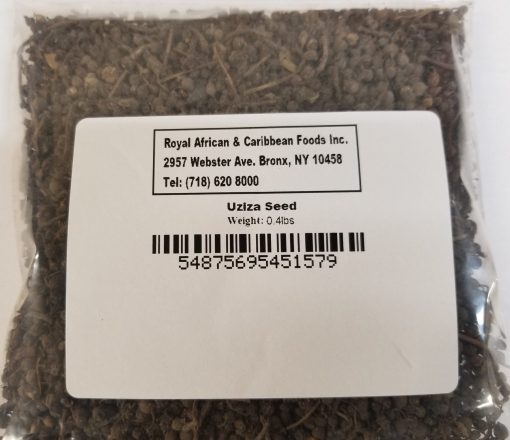 Royal African & Caribbean Foods Inc.
2957 Webster Ave. Bronx, NY 10458
Tel: (718) 620 8000
Uziza Seed
Weight: 0.4lbs
54875695451579